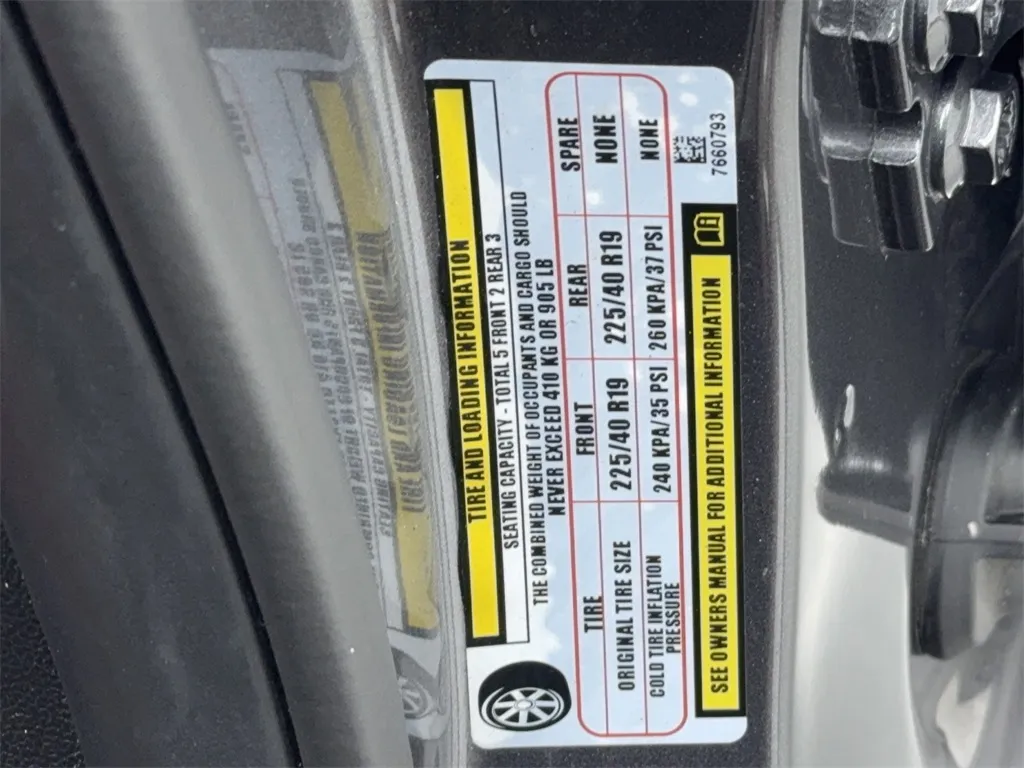 TIRE AND LOADING INFORMATION
SEATING CAPACITY - TOTAL 5 FRONT 2 REAR 3
THE COMBINED WEIGHT OF OCCUPANTS AND CARGO SHOULD
NEVER EXCEED 410 KG OR 905 LB
TIRE FRONT REAR SPARE
ORIGINAL TIRE SIZE 225/40 R19 225/40 R19 NONE
COLD TIRE INFLATION
PRESSURE 240 KPA/35 PSI 260 KPA/37 PSI NONE
SEE OWNERS MANUAL FOR ADDITIONAL INFORMATION
7660793